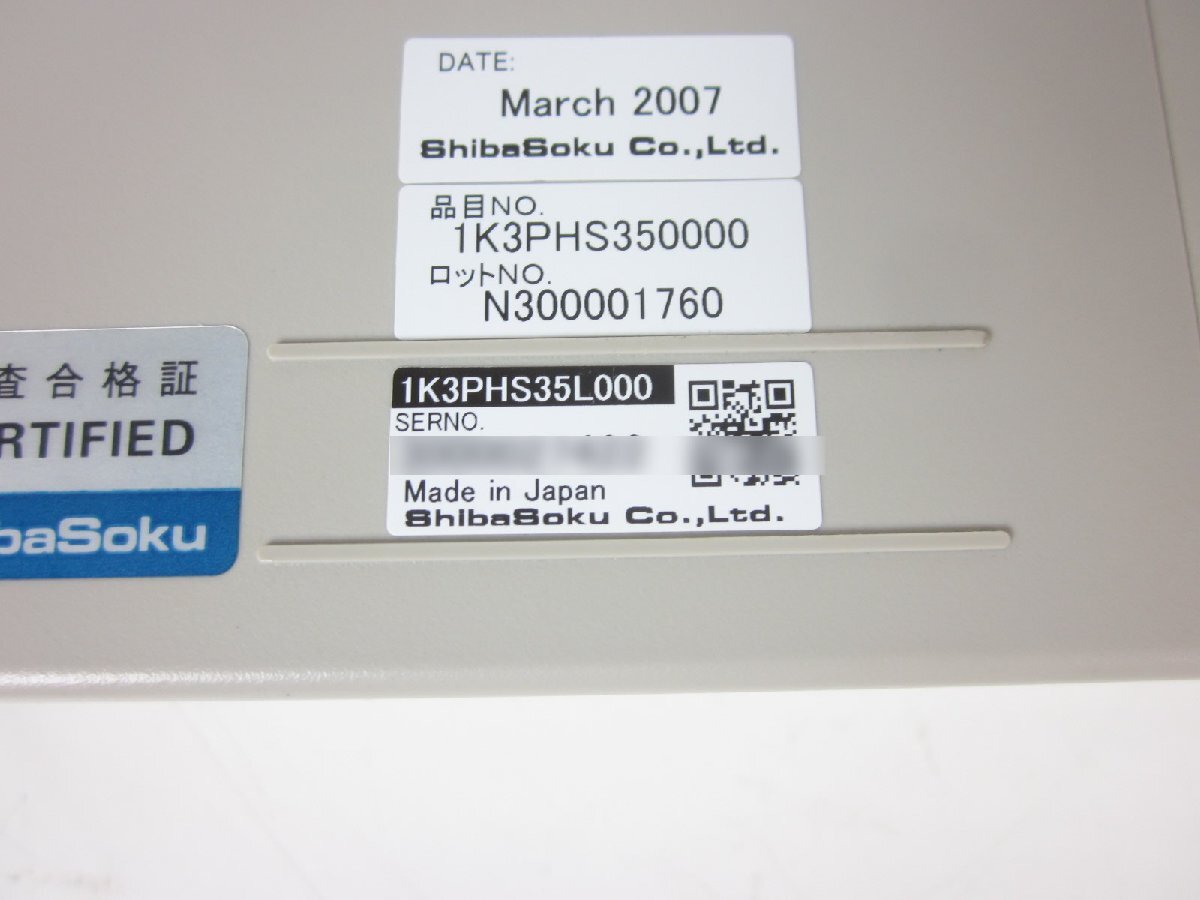 DATE:
March 2007
ShibaSoku Co.,Ltd.
品目NO.
1K3PHS350000
ロットNO.
N300001760
査合格証
RTIFIED
baSoku
1K3PHS35L000
SERNO.
Made in Japan
ShibaSoku Co.,Ltd.